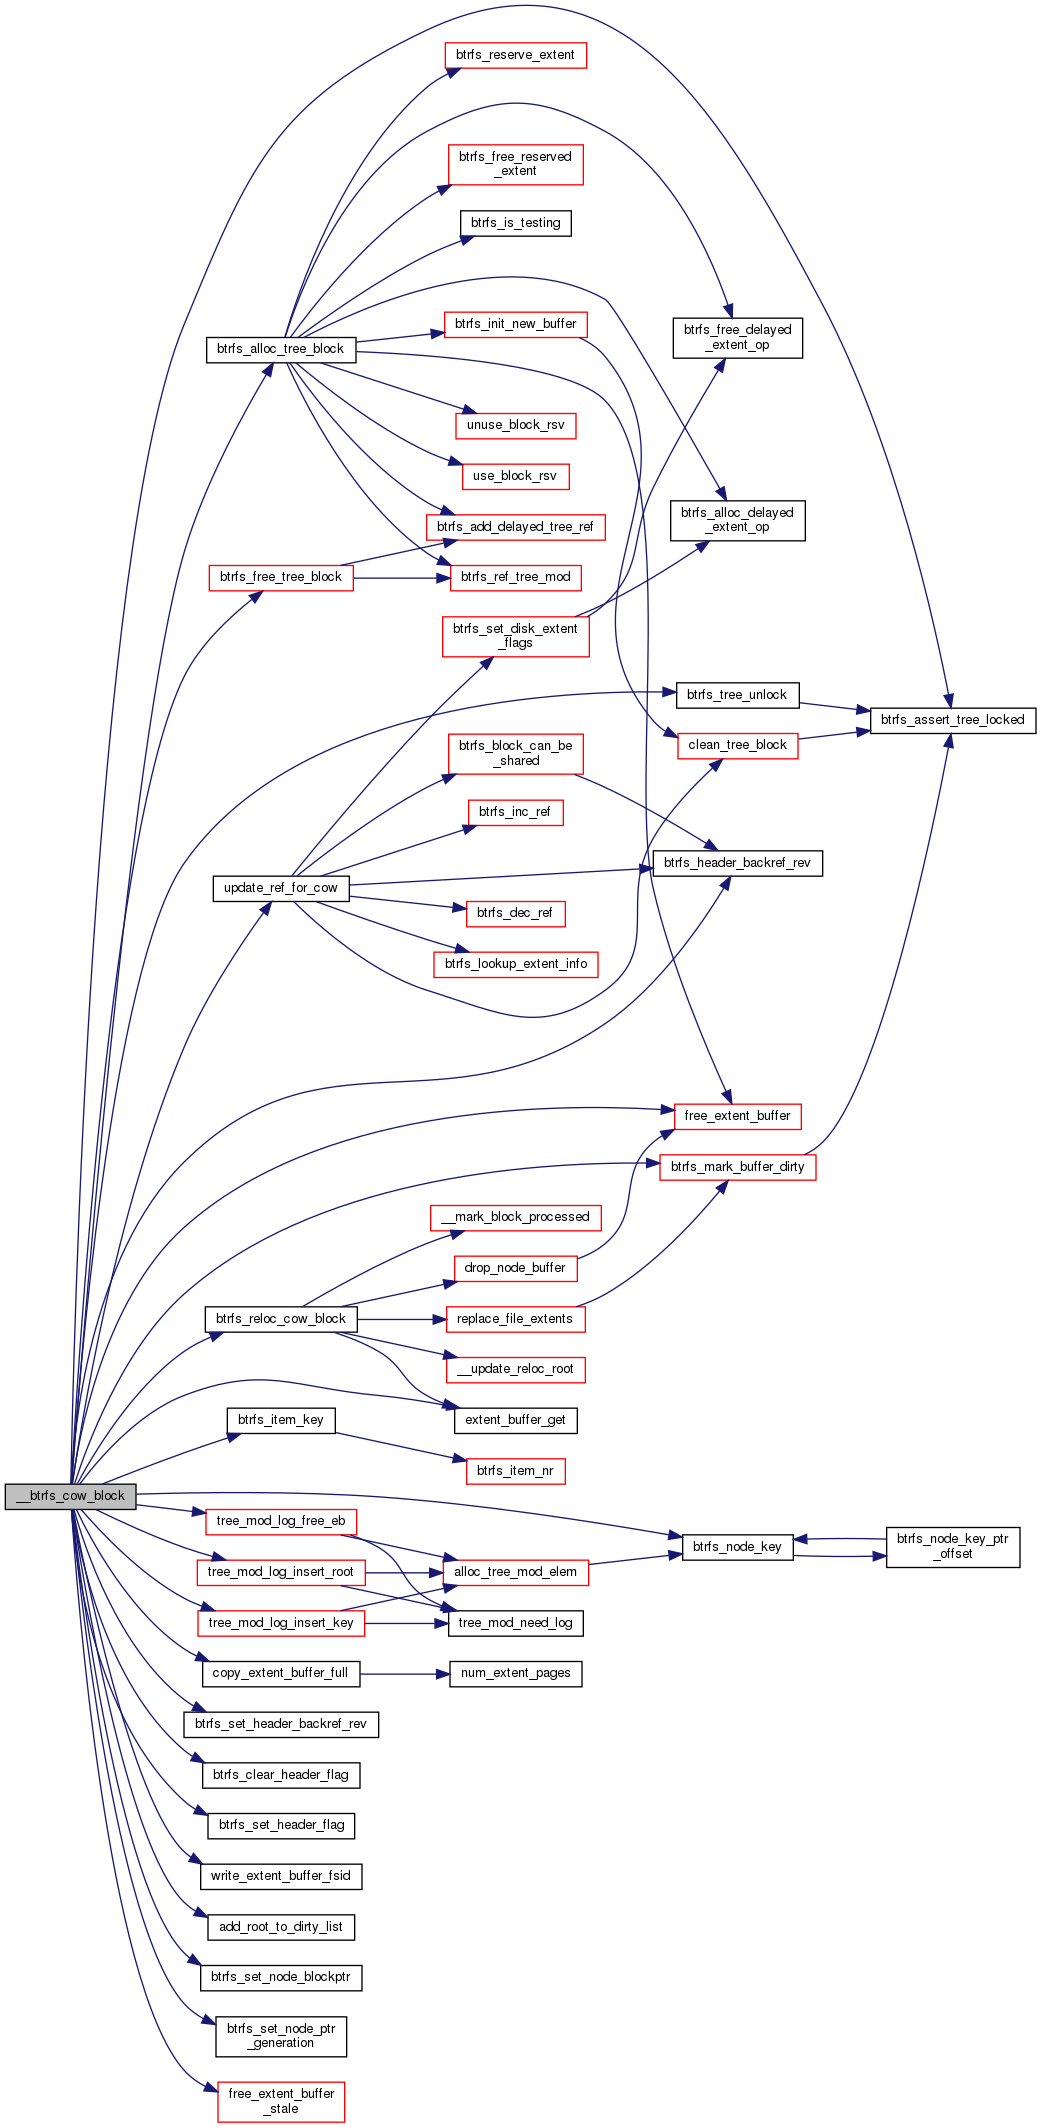 btrfs_reserve_extent
btrfs_free_reserved
_extent
btrfs_is_testing
btrfs_init_new_buffer
btrfs_free_delayed
_extent_op
btrfs_alloc_tree_block
unuse_block_rsv
use_block_rsv
btrfs_alloc_delayed
_extent_op
btrfs_add_delayed_tree_ref
btrfs_free_tree_block
btrfs_ref_tree_mod
btrfs_set_disk_extent
_flags
btrfs_tree_unlock
btrfs_assert_tree_locked
btrfs_block_can_be
_shared
clean_tree_block
btrfs_inc_ref
btrfs_header_backref_rev
update_ref_for_cow
btrfs_dec_ref
btrfs_lookup_extent_info
free_extent_buffer
btrfs_mark_buffer_dirty
__mark_block_processed
drop_node_buffer
btrfs_reloc_cow_block
replace_file_extents
__update_reloc_root
btrfs_item_key
extent_buffer_get
btrfs_item_nr
__btrfs_cow_block
tree_mod_log_free_eb
btrfs_node_key
btrfs_node_key_ptr
_offset
tree_mod_log_insert_root
alloc_tree_mod_elem
tree_mod_log_insert_key
tree_mod_need_log
copy_extent_buffer_full
num_extent_pages
btrfs_set_header_backref_rev
btrfs_clear_header_flag
btrfs_set_header_flag
write_extent_buffer_fsid
add_root_to_dirty_list
btrfs_set_node_blockptr
btrfs_set_node_ptr
_generation
free_extent_buffer
_stale